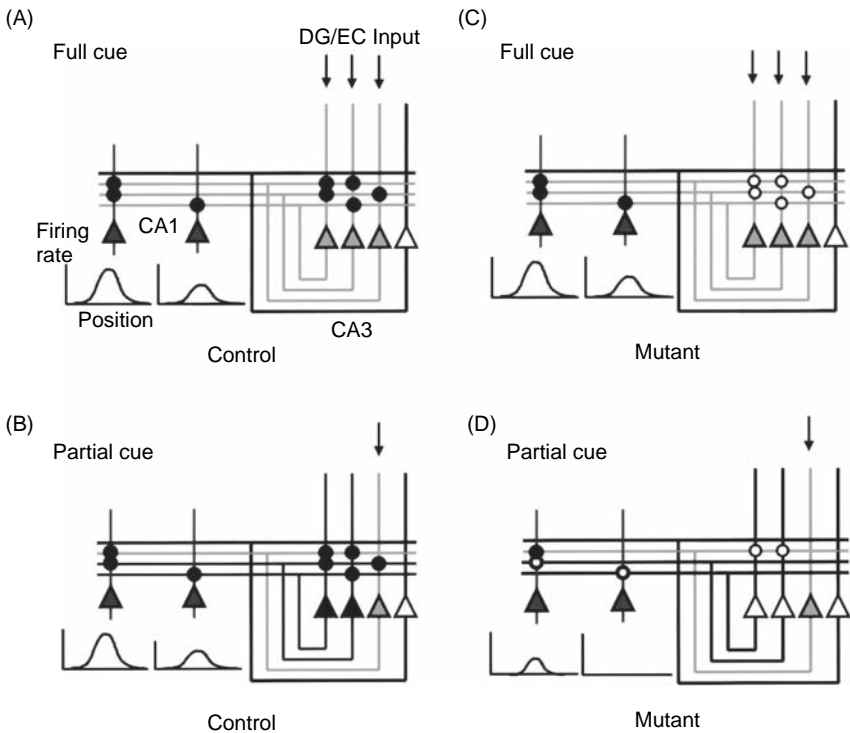 (A)
Full cue
DG/EC Input
Firing
rate
CA1
Position
CA3
Control
(C)
Full cue
Mutant
(B)
Partial cue
Control
(D)
Partial cue
Mutant